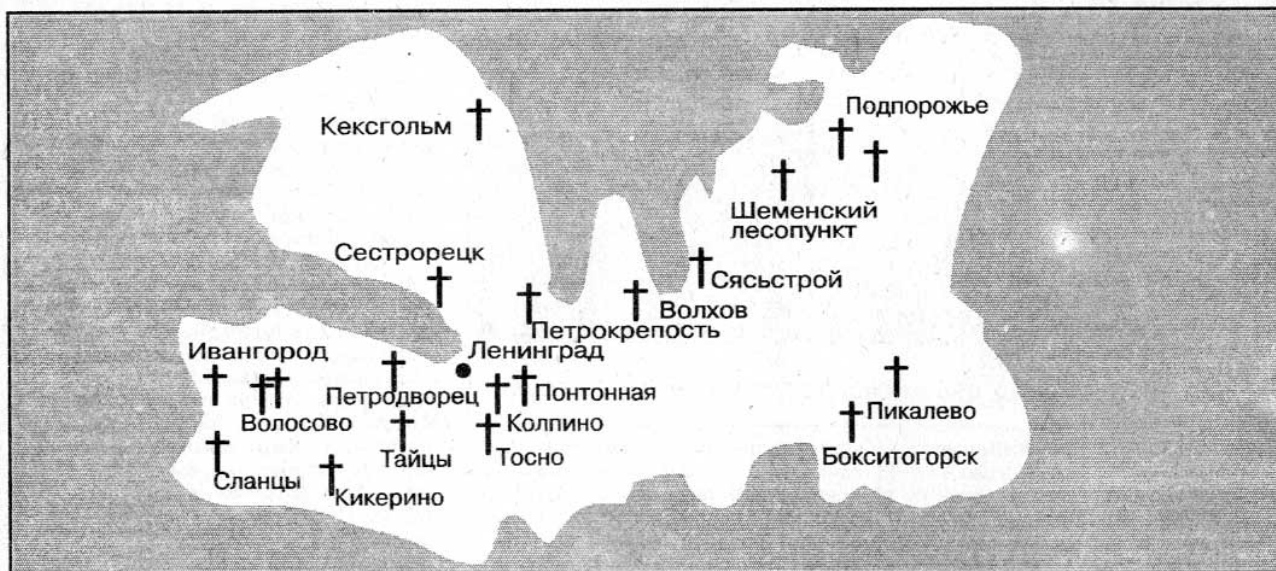 Подпорожье
Кексгольм
Шеменский
лесопункт
Сестрорецк
Сясьстрой
Волхов
Петрокрепость
Ивангород
Ленинград
Петродворец
Понтонная
Волосово
Колпино
Пикалево
Тайцы
Тосно
Бокситогорск
Сланцы
Кикерино